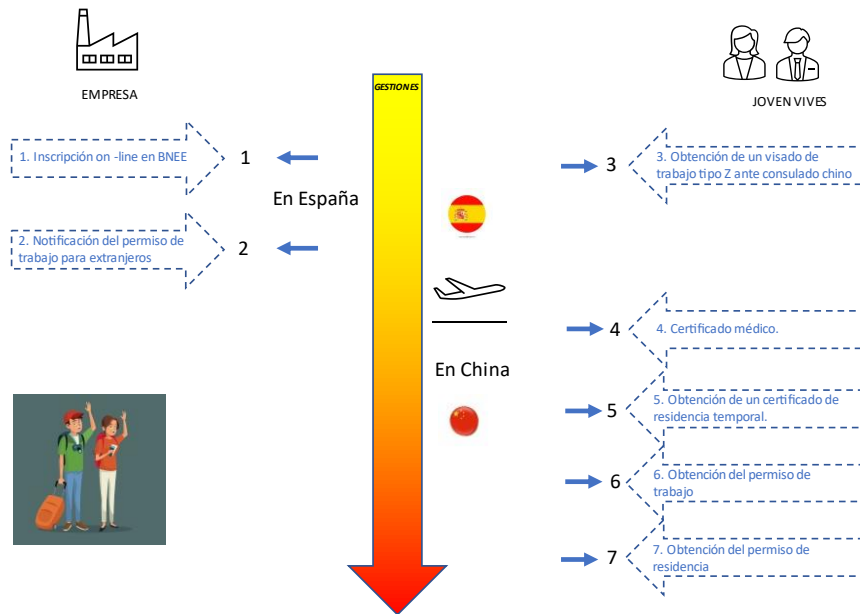 EMPRESA
JOVEN VIVES
GESTIONES
1. Inscripción on -line en BNEE
1
3
3. Obtención de un visado de
trabajo tipo Z ante consulado chino
En España
2. Notificación del permiso de
trabajo para extranjeros
2
4
4. Certificado médico.
En China
5
5. Obtención de un certificado de
residencia temporal.
6
6. Obtención del permiso de
trabajo
7
7. Obtención del permiso de
residencia